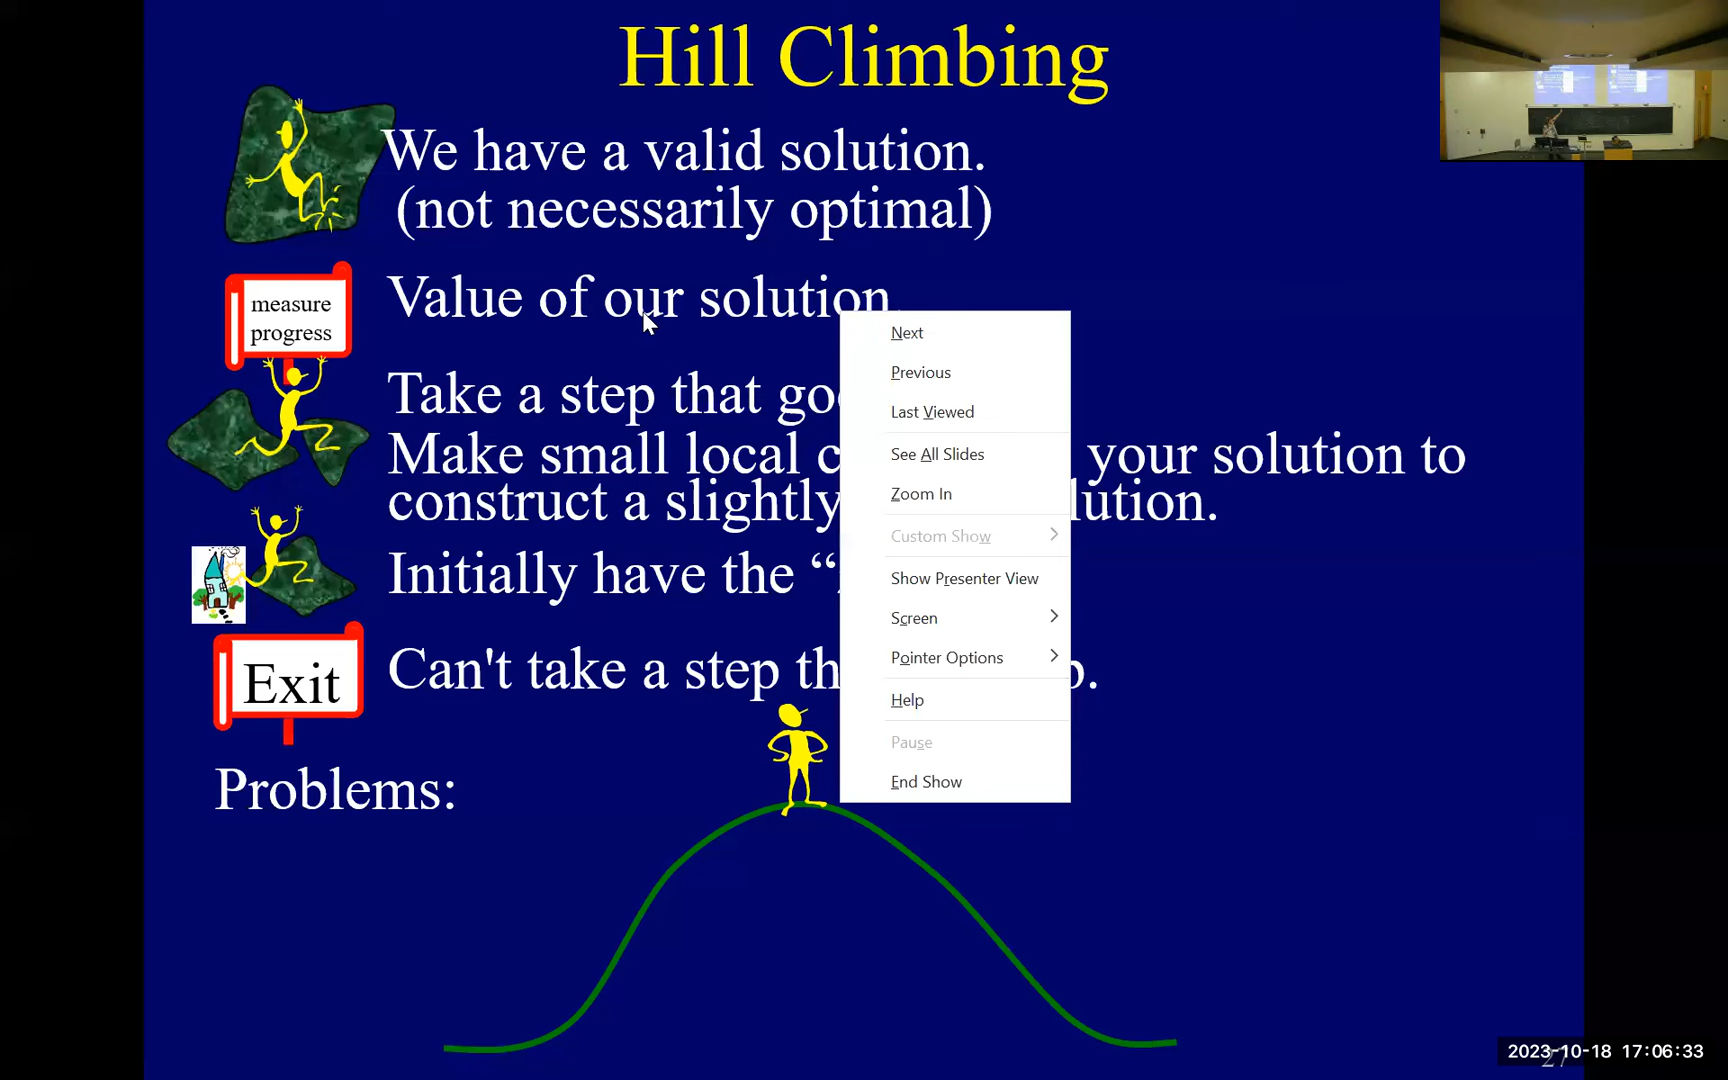 Hill Climbing
We have a valid solution.
(not necessarily optimal)
measure
progress
Value of our solution.
Take a step that
Make small local your solution to
construct a slightly
Initially have the “
Exit
Can't take a step
Problems:
Next
Previous
Last Viewed
See All Slides
Zoom In
Custom Show
Show Presenter View
Screen
Pointer Options
Help
Pause
End Show
2023-10-18 17:06:33